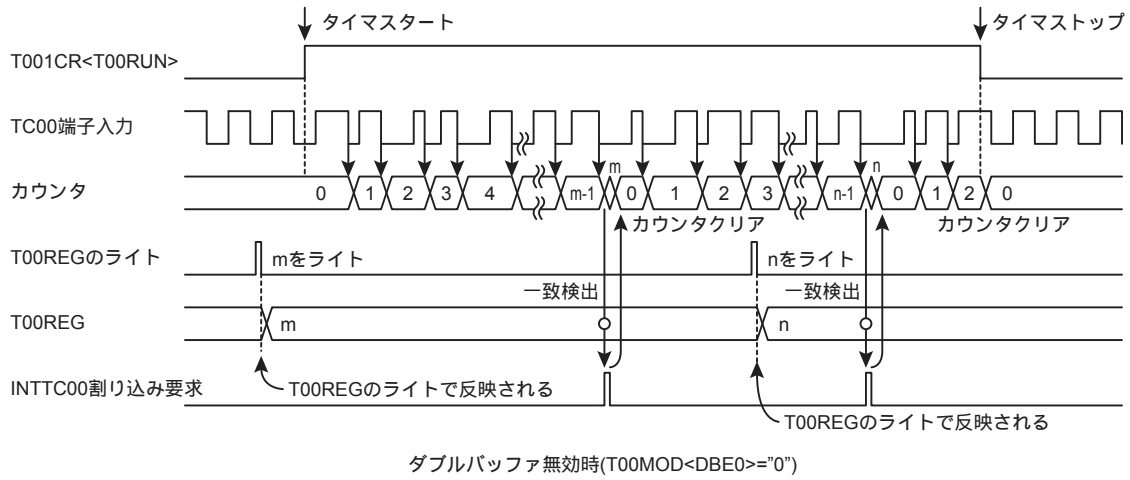 タイマスタート
タイマストップ
T001CR<T00RUN>
TC00端子入力
カウンタ
0 1 2 3 4 m-1 m 0 1 2 3 n-1 n 0 1 2 0
カウンタクリア
カウンタクリア
T00REGのライト
mをライト
nをライト
一致検出
一致検出
T00REG
m
n
INTTC00割り込み要求
T00REGのライトで反映される
T00REGのライトで反映される
ダブルバッファ無効時(T00MOD<DBE0>=”0”)